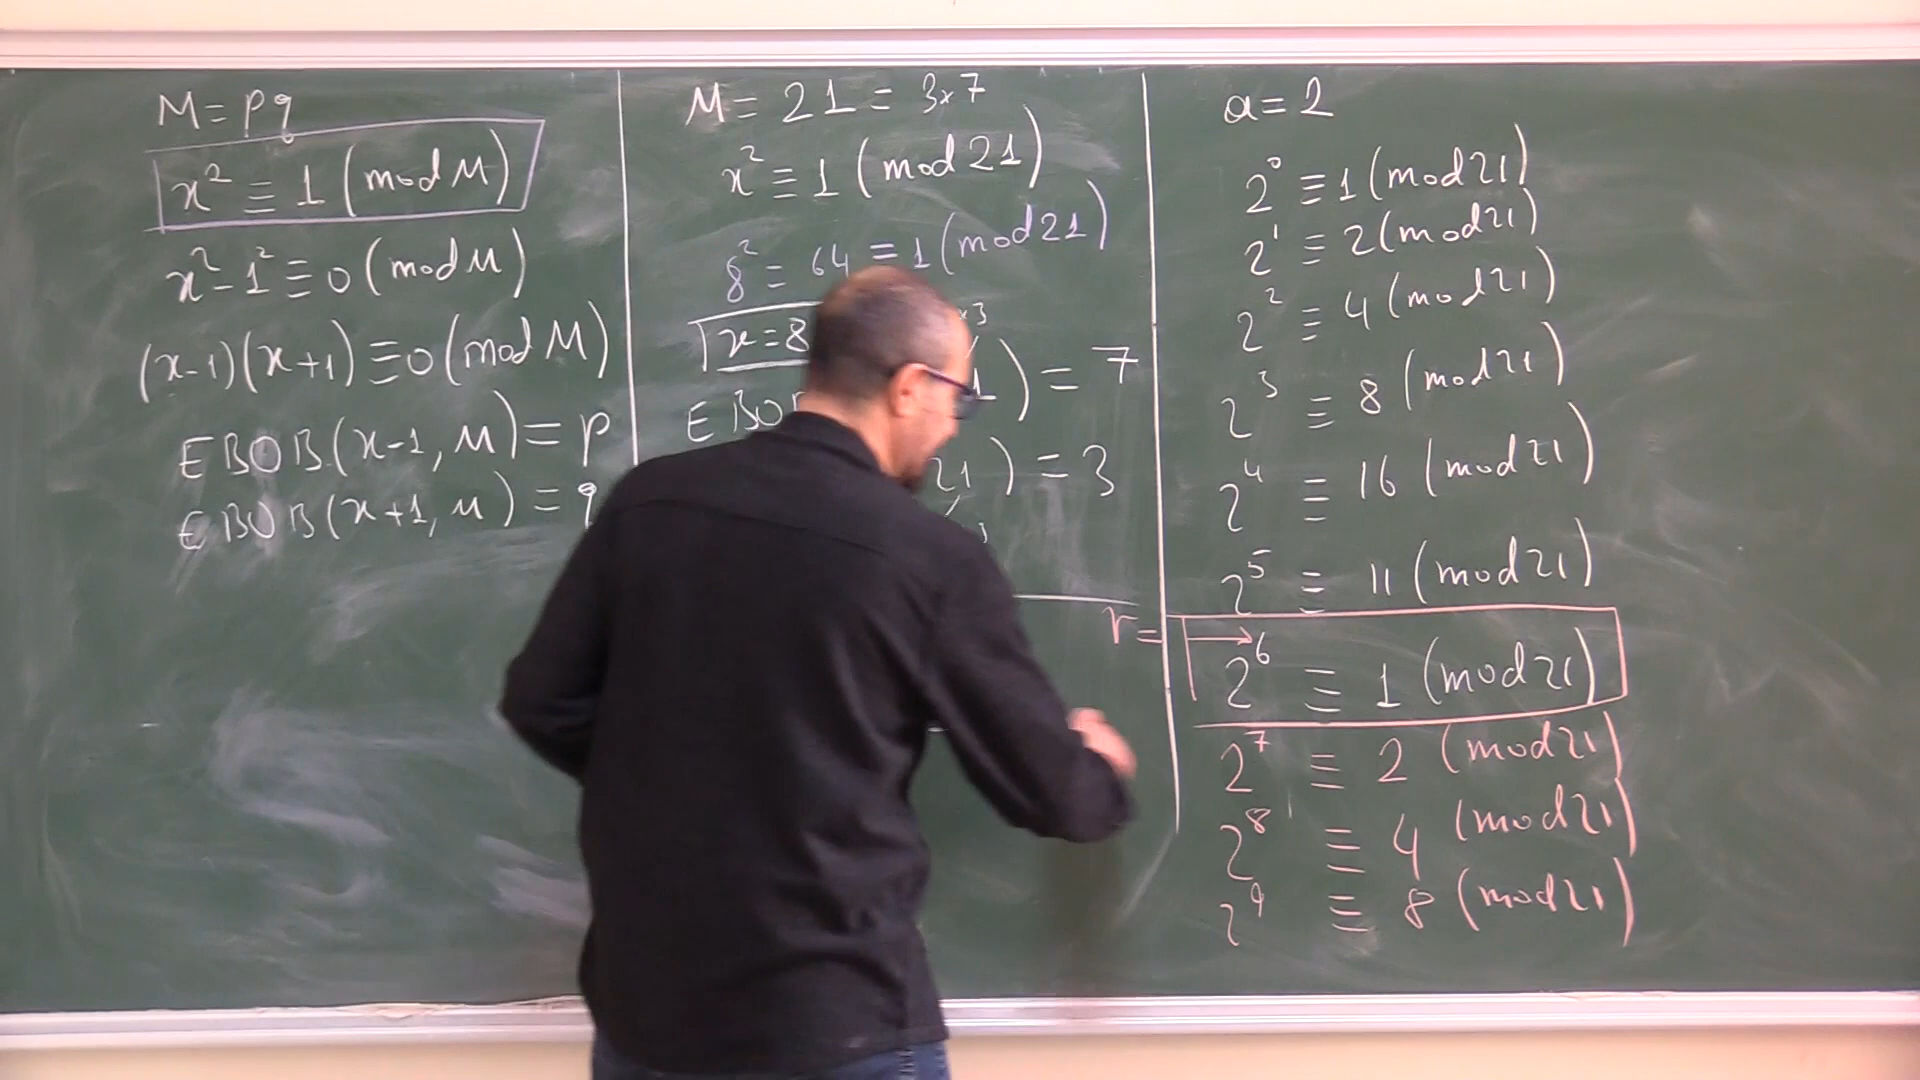 M = pq
x² ≡ 1 (mod M)
x² - 1² ≡ 0 (mod M)
(x-1)(x+1) ≡ 0 (mod M)
EBOB(x-1, M) = p
EBOB(x+1, M) = q
M = 21 = 3x7
x² ≡ 1 (mod 21)
8² = 64 ≡ 1 (mod 21)
x = 8
) = 7
21 ) = 3
a = 2
2⁰ ≡ 1 (mod 21)
2¹ ≡ 2 (mod 21)
2² ≡ 4 (mod 21)
2³ ≡ 8 (mod 21)
2⁴ ≡ 16 (mod 21)
2⁵ ≡ 11 (mod 21)
r =
2⁶ ≡ 1 (mod 21)
2⁷ ≡ 2 (mod 21)
2⁸ ≡ 4 (mod 21)
2⁹ ≡ 8 (mod 21)